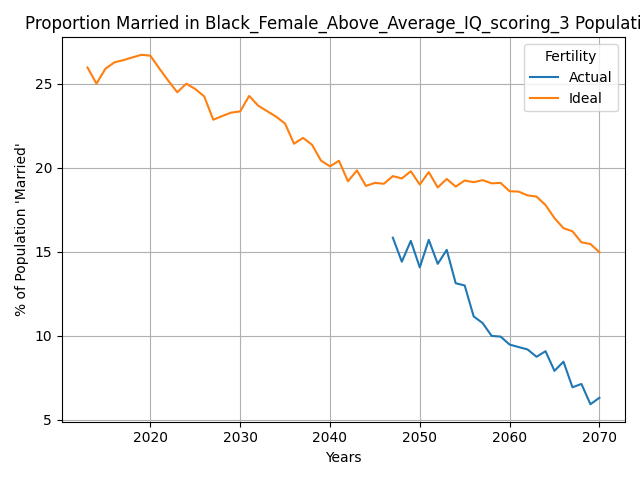 Proportion Married in Black_Female_Above_Average_IQ_scoring_3 Populati
Fertility
Actual
Ideal
% of Population 'Married'
25
20
15
10
5
2020 2030 2040 2050 2060 2070
Years